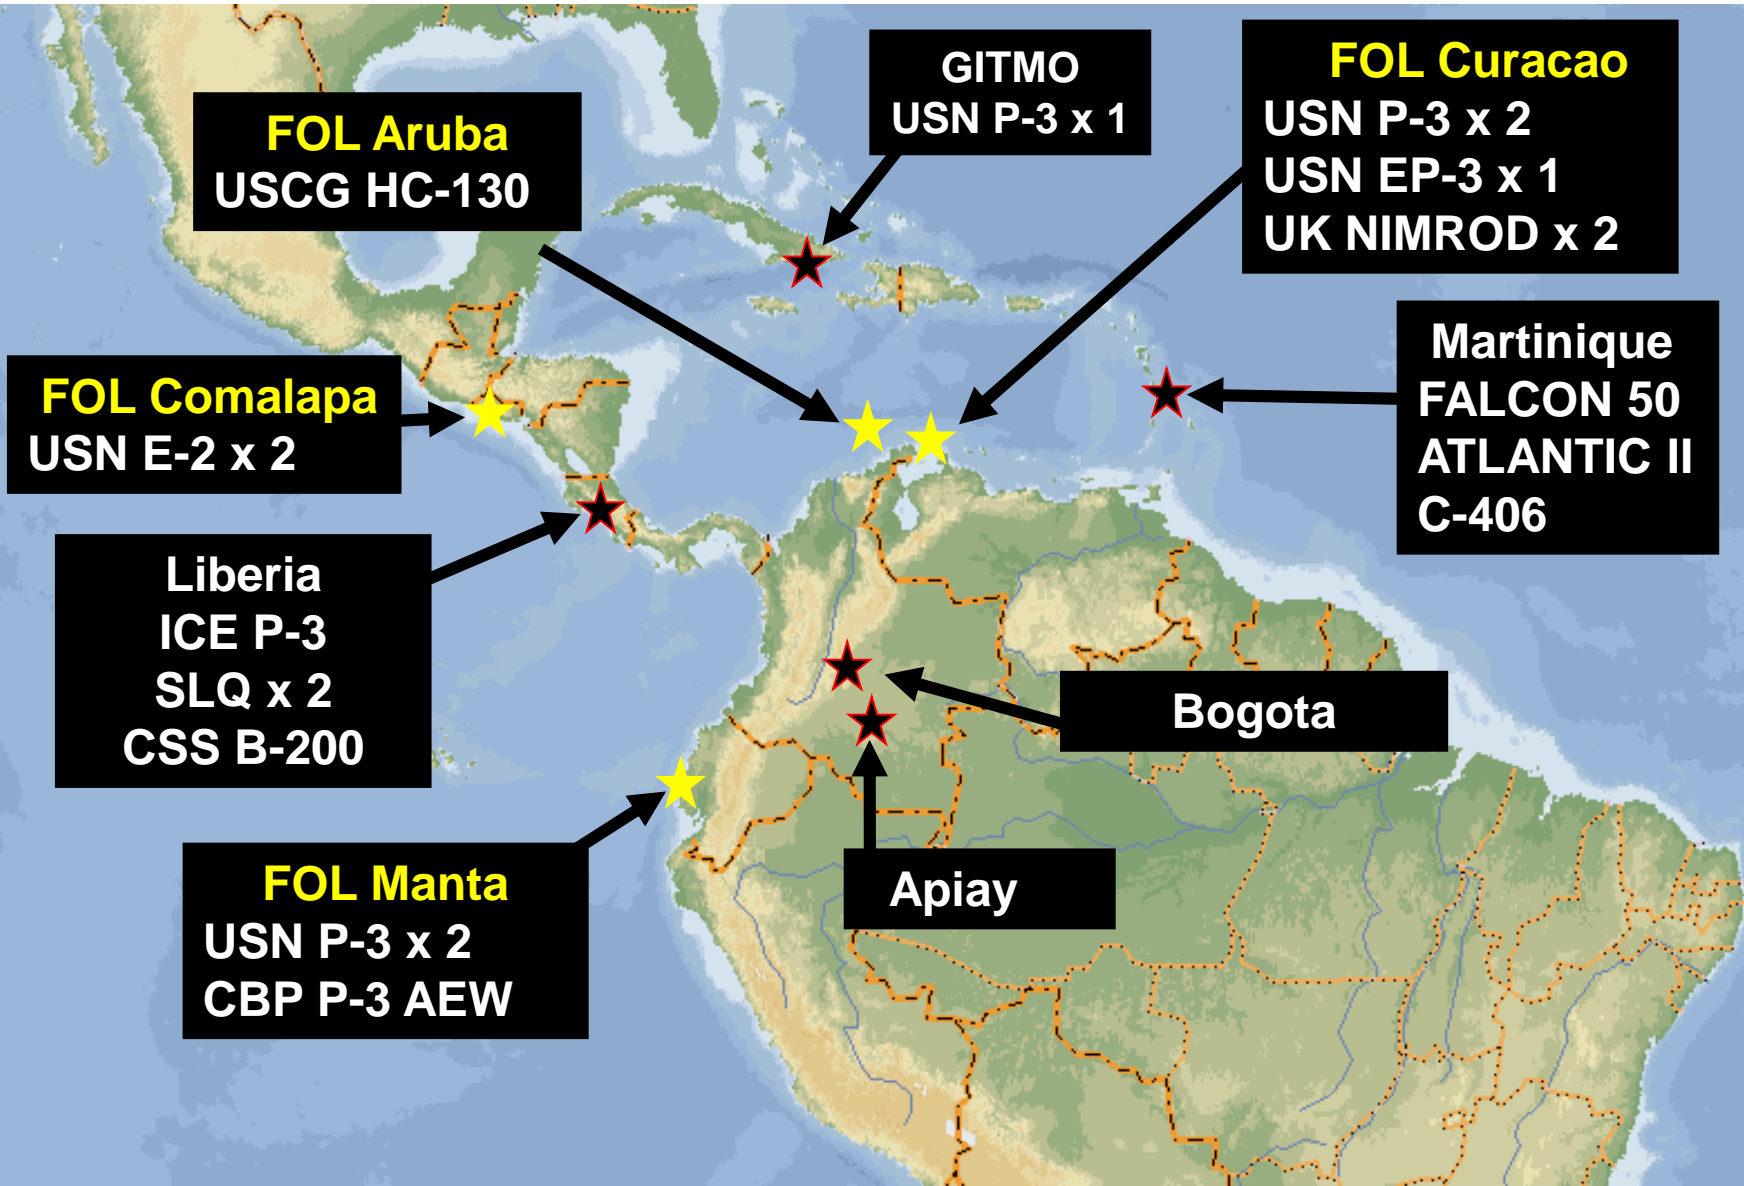 GITMO
USN P-3 x 1
FOL Curacao
USN P-3 x 2
USN EP-3 x 1
UK NIMROD x 2
FOL Aruba
USCG HC-130
Martinique
FALCON 50
ATLANTIC II
C-406
FOL Comalapa
USN E-2 x 2
Liberia
ICE P-3
SLQ x 2
CSS B-200
Bogota
FOL Manta
USN P-3 x 2
CBP P-3 AEW
Apiay